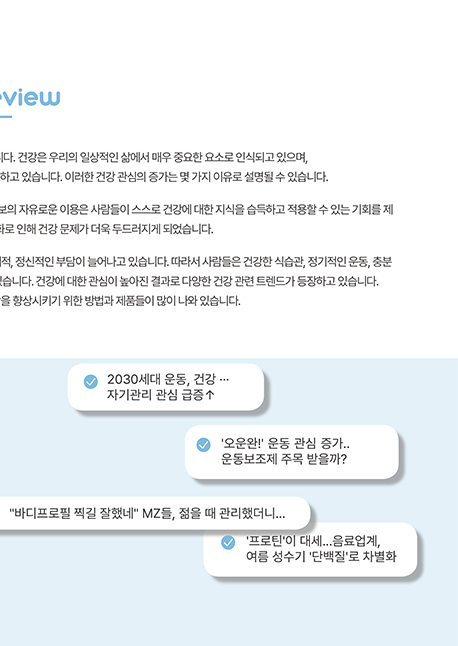 eview
니다. 건강은 우리의 일상적인 삶에서 매우 중요한 요소로 인식되고 있으며,
하고 있습니다. 이러한 건강 관심의 증가는 몇 가지 이유로 설명될 수 있습니다.
보의 자유로운 이용은 사람들이 스스로 건강에 대한 지식을 습득하고 적용할 수 있는 기회를 제
화로 인해 건강 문제가 더욱 두드러지게 되었습니다.
적, 정신적인 부담이 늘어나고 있습니다. 따라서 사람들은 건강한 식습관, 정기적인 운동, 충분
있습니다. 건강에 대한 관심이 높아진 결과로 다양한 건강 관련 트렌드가 등장하고 있습니다.
을 향상시키기 위한 방법과 제품들이 많이 나와 있습니다.
2030세대 운동, 건강 …
자기관리 관심 급증↑
'오운완!' 운동 관심 증가..
운동보조제 주목 받을까?
"바디프로필 찍길 잘했네" MZ들, 젊을 때 관리했더니...
'프로틴'이 대세...음료업계,
여름 성수기 '단백질'로 차별화